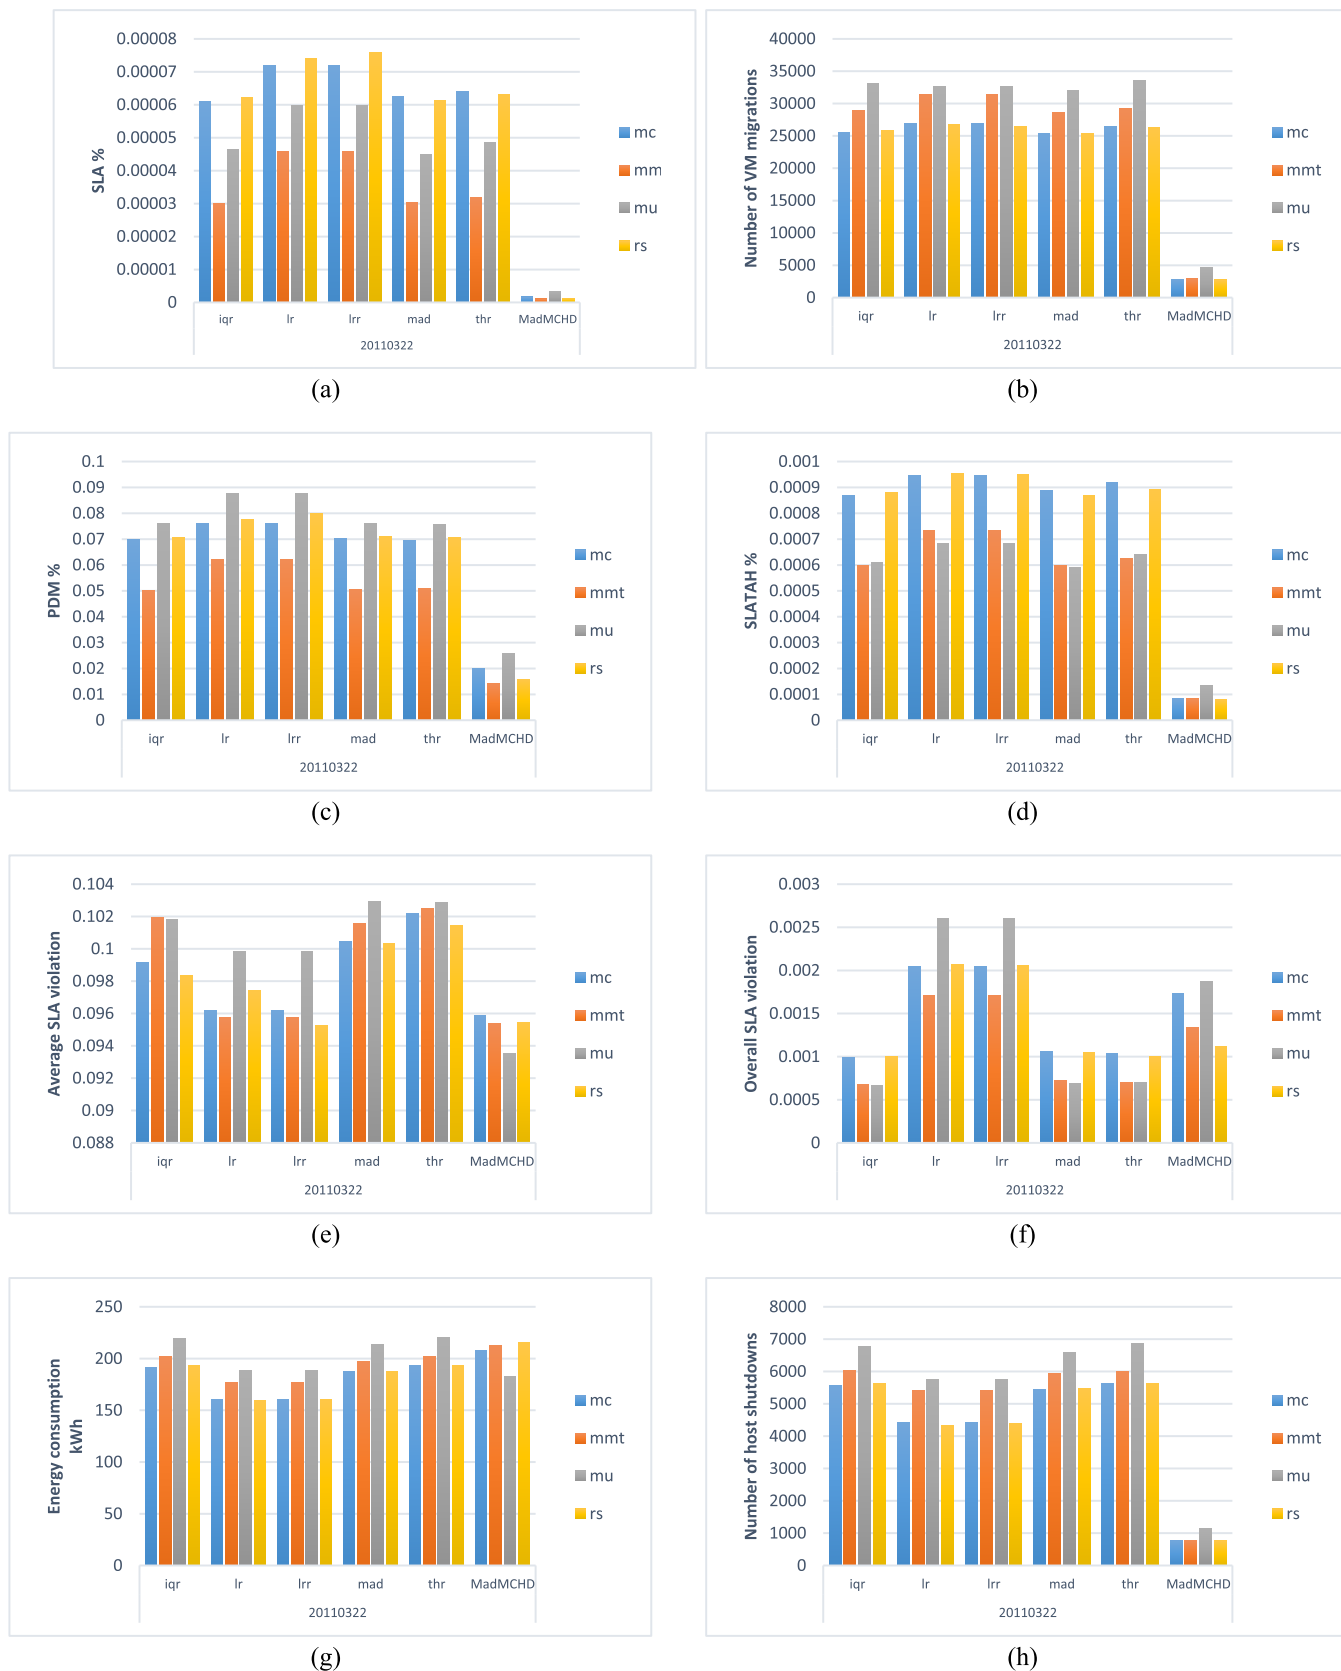 0.00008
0.00007
0.00006
0.00005
0.00004
0.00003
0.00002
0.00001
0
SLA %
iqr lr lrr mad thr MadMCHD
20110322
mc
mm
mu
rs
(a)
40000
35000
30000
25000
20000
15000
10000
5000
0
Number of VM migrations
iqr lr lrr mad thr MadMCHD
20110322
mc
mmt
mu
rs
(b)
0.1
0.09
0.08
0.07
0.06
0.05
0.04
0.03
0.02
0.01
0
PDM %
iqr lr lrr mad thr MadMCHD
20110322
mc
mmt
mu
rs
(c)
0.001
0.0009
0.0008
0.0007
0.0006
0.0005
0.0004
0.0003
0.0002
0.0001
0
SLATAH %
iqr lr lrr mad thr MadMCHD
20110322
mc
mmt
mu
rs
(d)
0.104
0.102
0.1
0.098
0.096
0.094
0.092
0.09
0.088
Average SLA violation
iqr lr lrr mad thr MadMCHD
20110322
mc
mmt
mu
rs
(e)
0.003
0.0025
0.002
0.0015
0.001
0.0005
0
Overall SLA violation
iqr lr lrr mad thr MadMCHD
20110322
mc
mmt
mu
rs
(f)
250
200
150
100
50
0
Energy consumption
kWh
iqr lr lrr mad thr MadMCHD
20110322
mc
mmt
mu
rs
(g)
8000
7000
6000
5000
4000
3000
2000
1000
0
Number of host shutdowns
iqr lr lrr mad thr MadMCHD
20110322
mc
mmt
mu
rs
(h)